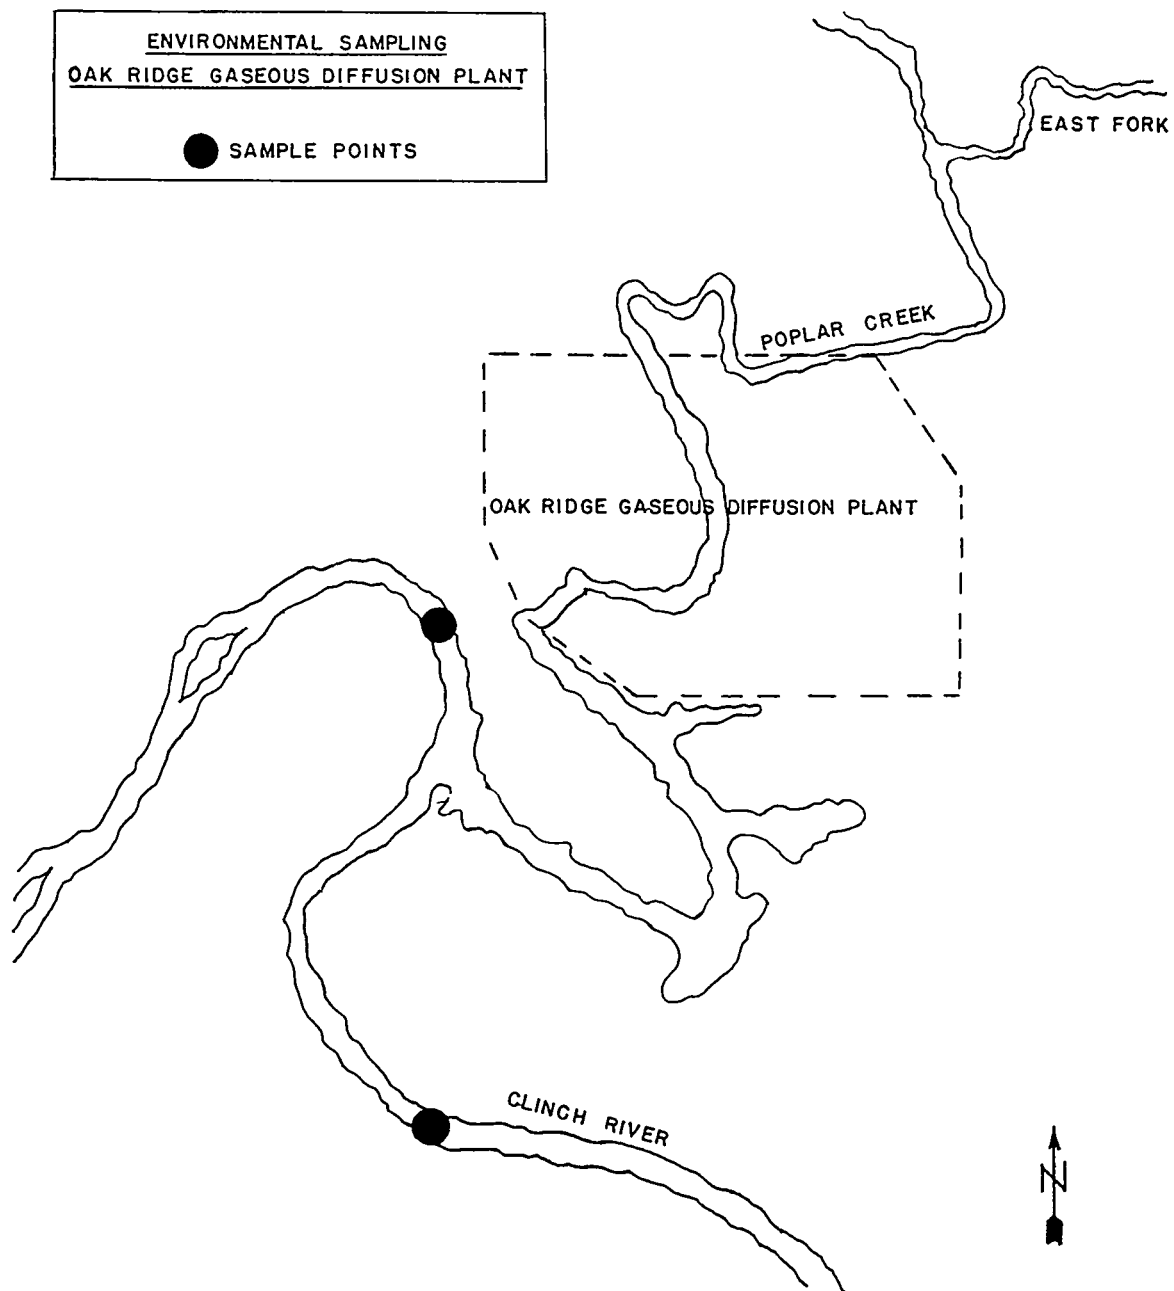 ENVIRONMENTAL SAMPLING
OAK RIDGE GASEOUS DIFFUSION PLANT
SAMPLE POINTS
EAST FORK
POPLAR CREEK
OAK RIDGE GASEOUS DIFFUSION PLANT
CLINCH RIVER
N